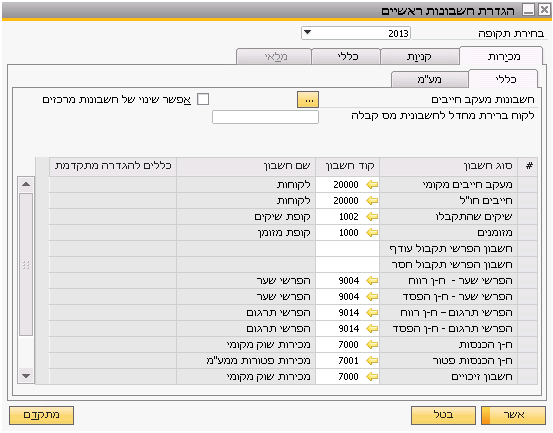 הגדרת חשבונות ראשיים
בחירת תקופה 2013
מכירות קניות כללי מלאי
כללי מע"מ
חשבונות מעקב חייבים ... אפשר שינוי של חשבונות מרכזים
לקוח ברירת מחדל לחשבונית מס קבלה
# סוג חשבון קוד חשבון שם חשבון כללים להגדרה מתקדמת
מעקב חייבים מקומי 20000 לקוחות
חייבים חו"ל 20000 לקוחות
שיקים שהתקבלו 1002 קופת שיקים
מזומנים 1000 קופת מזומן
חשבון הפרשי תקבול עודף
חשבון הפרשי תקבול חסר
הפרשי שער - ח-ן רווח 9004 הפרשי שער
הפרשי שער - ח-ן הפסד 9004 הפרשי שער
הפרשי תרגום – ח-ן רווח 9014 הפרשי תרגום
הפרשי תרגום - ח-ן הפסד 9014 הפרשי תרגום
ח-ן הכנסות 7000 מכירות שוק מקומי
ח-ן הכנסות פטור 7001 מכירות פטורות ממע"מ
חשבון זיכויים 7000 מכירות שוק מקומי
אשר בטל מתקדם